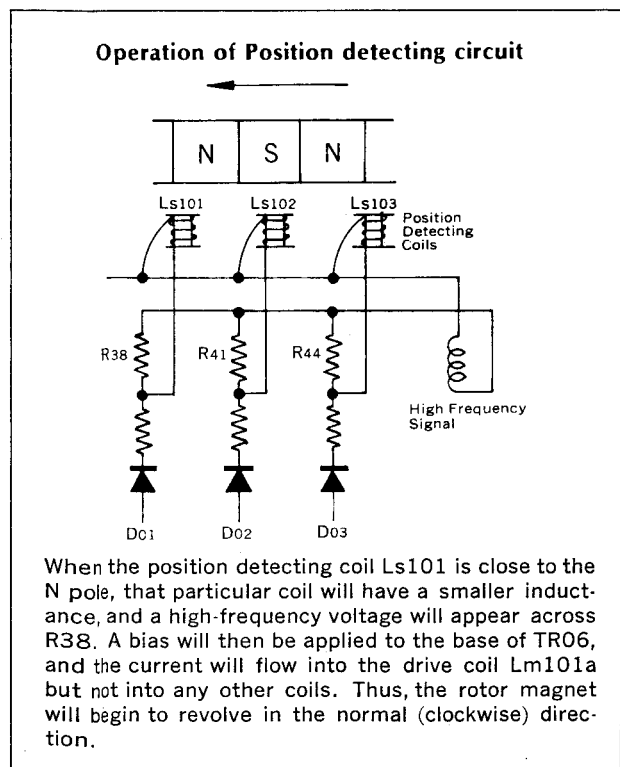 Operation of Position detecting circuit
N S N
Ls101 Ls102 Ls103
Position
Detecting
Coils
R38 R41 R44
High Frequency
Signal
D01 D02 D03
When the position detecting coil Ls101 is close to the
N pole, that particular coil will have a smaller induct-
ance, and a high-frequency voltage will appear across
R38. A bias will then be applied to the base of TR06,
and the current will flow into the drive coil Lm101a
but not into any other coils. Thus, the rotor magnet
will begin to revolve in the normal (clockwise) direc-
tion.